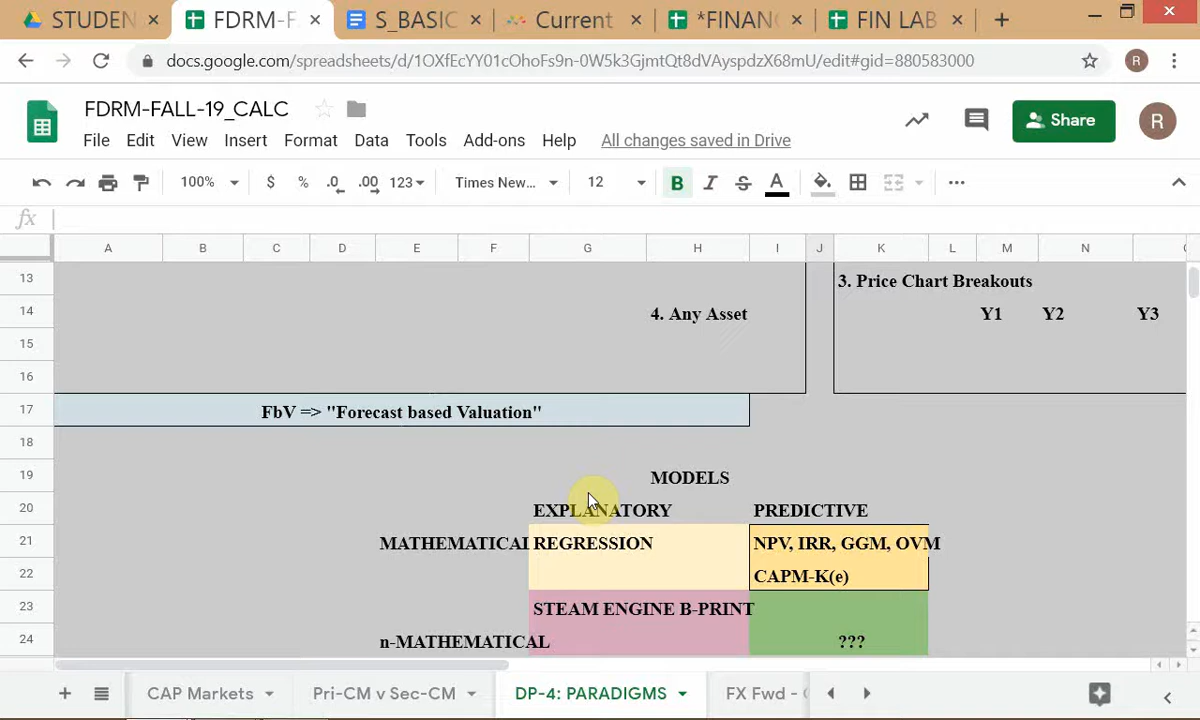 STUDEN
FDRM-F
S_BASIC
Current
*FINAN
FIN LAB
docs.google.com/spreadsheets/d/1OXfEcYY01cOhoFs9n-0W5k3GjmtQt8dVAyspdzX68mU/edit#gid=880583000
R
FDRM-FALL-19_CALC
File Edit View Insert Format Data Tools Add-ons Help All changes saved in Drive
Share
R
100% $ % .0 .00 123 Times New... 12 B I S A
fx
A B C D E F G H I J K L M N
13 3. Price Chart Breakouts
14 4. Any Asset Y1 Y2 Y3
15
16
17 FbV => "Forecast based Valuation"
18
19 MODELS
20 EXPLANATORY PREDICTIVE
21 MATHEMATICAL REGRESSION NPV, IRR, GGM, OVM
22 CAPM-K(e)
23 STEAM ENGINE B-PRINT
24 n-MATHEMATICAL ???
CAP Markets Pri-CM v Sec-CM DP-4: PARADIGMS FX Fwd -